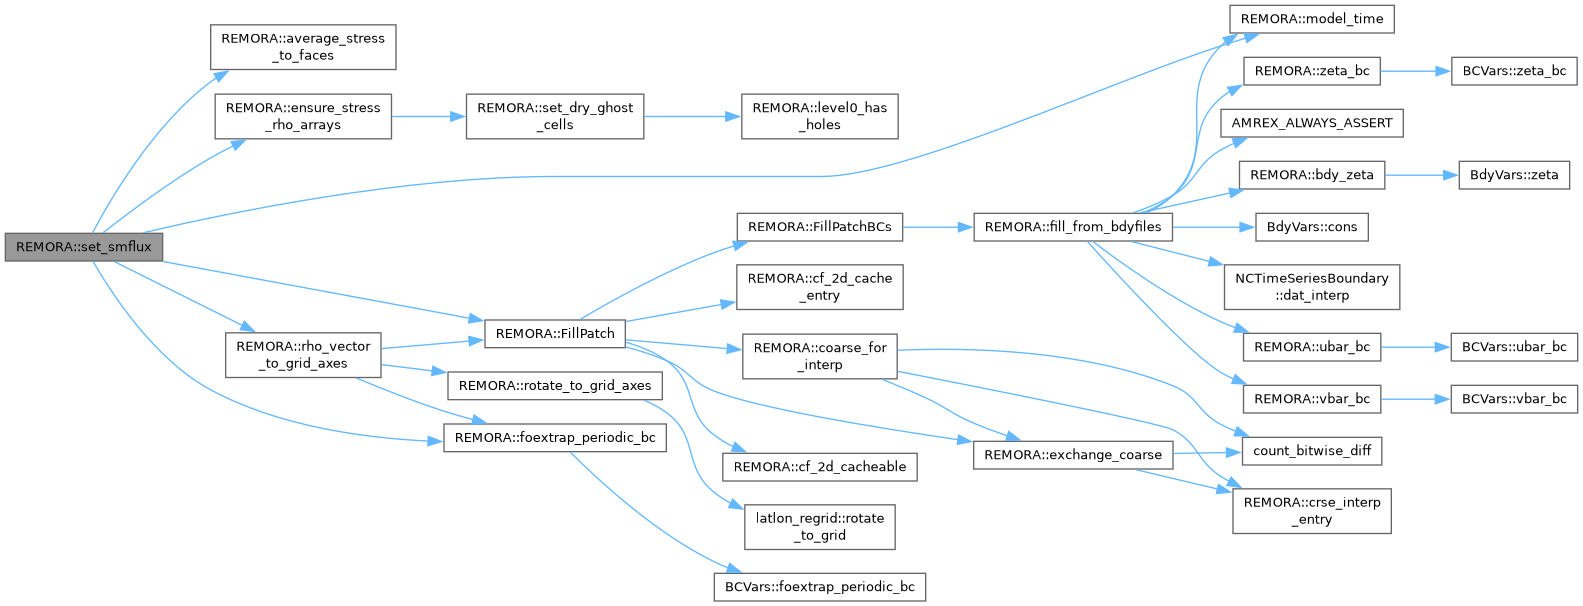 REMORA::set_smflux
REMORA::average_stress
_to_faces
REMORA::ensure_stress
_rho_arrays
REMORA::rho_vector
_to_grid_axes
REMORA::set_dry_ghost
_cells
REMORA::FillPatch
REMORA::rotate_to_grid_axes
REMORA::foextrap_periodic_bc
REMORA::level0_has
_holes
REMORA::FillPatchBCs
REMORA::cf_2d_cache
_entry
REMORA::coarse_for
_interp
REMORA::cf_2d_cacheable
latlon_regrid::rotate
_to_grid
BCVars::foextrap_periodic_bc
REMORA::fill_from_bdyfiles
REMORA::exchange_coarse
REMORA::model_time
REMORA::zeta_bc
AMREX_ALWAYS_ASSERT
REMORA::bdy_zeta
BdyVars::cons
NCTimeSeriesBoundary
::dat_interp
REMORA::ubar_bc
REMORA::vbar_bc
count_bitwise_diff
REMORA::crse_interp
_entry
BCVars::zeta_bc
BdyVars::zeta
BCVars::ubar_bc
BCVars::vbar_bc